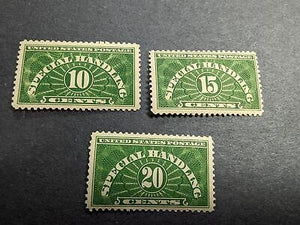 UNITED STATES POSTAGE
SPECIAL HANDLING
10
CENTS
UNITED STATES POSTAGE
SPECIAL HANDLING
15
CENTS
UNITED STATES POSTAGE
SPECIAL HANDLING
20
CENTS